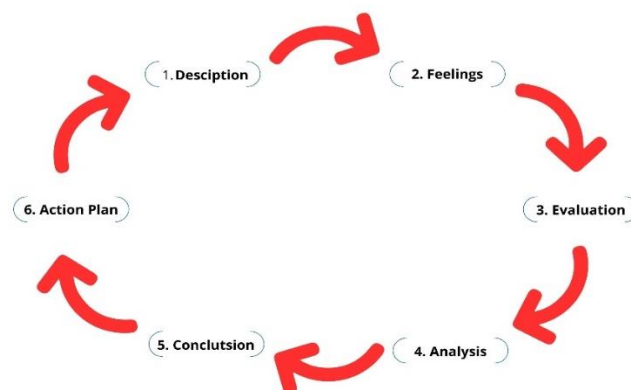 1. Desciption
2. Feelings
3. Evaluation
4. Analysis
5. Conclutsion
6. Action Plan